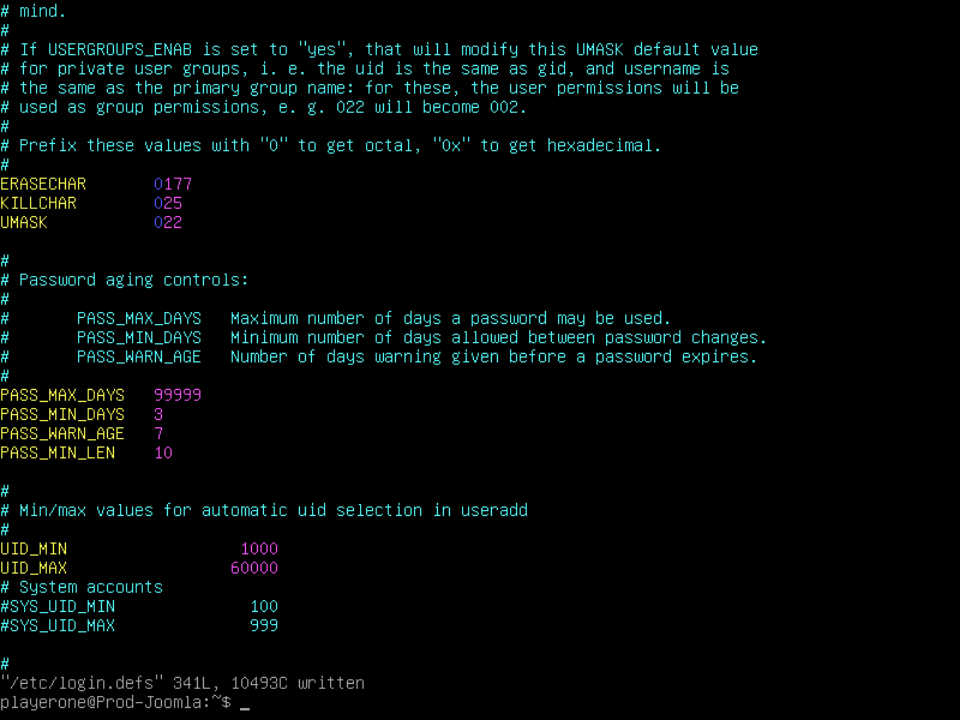 # mind.
#
# If USERGROUPS_ENAB is set to "yes", that will modify this UMASK default value
# for private user groups, i. e. the uid is the same as gid, and username is
# the same as the primary group name: for these, the user permissions will be
# used as group permissions, e. g. 022 will become 002.
#
# Prefix these values with "0" to get octal, "0x" to get hexadecimal.
#
ERASECHAR       0177
KILLCHAR        025
UMASK           022
#
# Password aging controls:
#
#       PASS_MAX_DAYS   Maximum number of days a password may be used.
#       PASS_MIN_DAYS   Minimum number of days allowed between password changes.
#       PASS_WARN_AGE   Number of days warning given before a password expires.
#
PASS_MAX_DAYS   99999
PASS_MIN_DAYS   3
PASS_WARN_AGE   7
PASS_MIN_LEN    10
#
# Min/max values for automatic uid selection in useradd
#
UID_MIN                  1000
UID_MAX                 60000
# System accounts
#SYS_UID_MIN              100
#SYS_UID_MAX              999
#
"/etc/login.defs" 341L, 10493C written
playerone@Prod-Joomla:~$ _